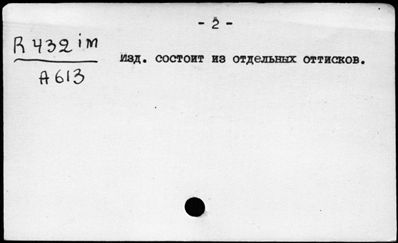 - 2 -
R 432 im
A 613
Изд. состоит из отдельных оттисков.